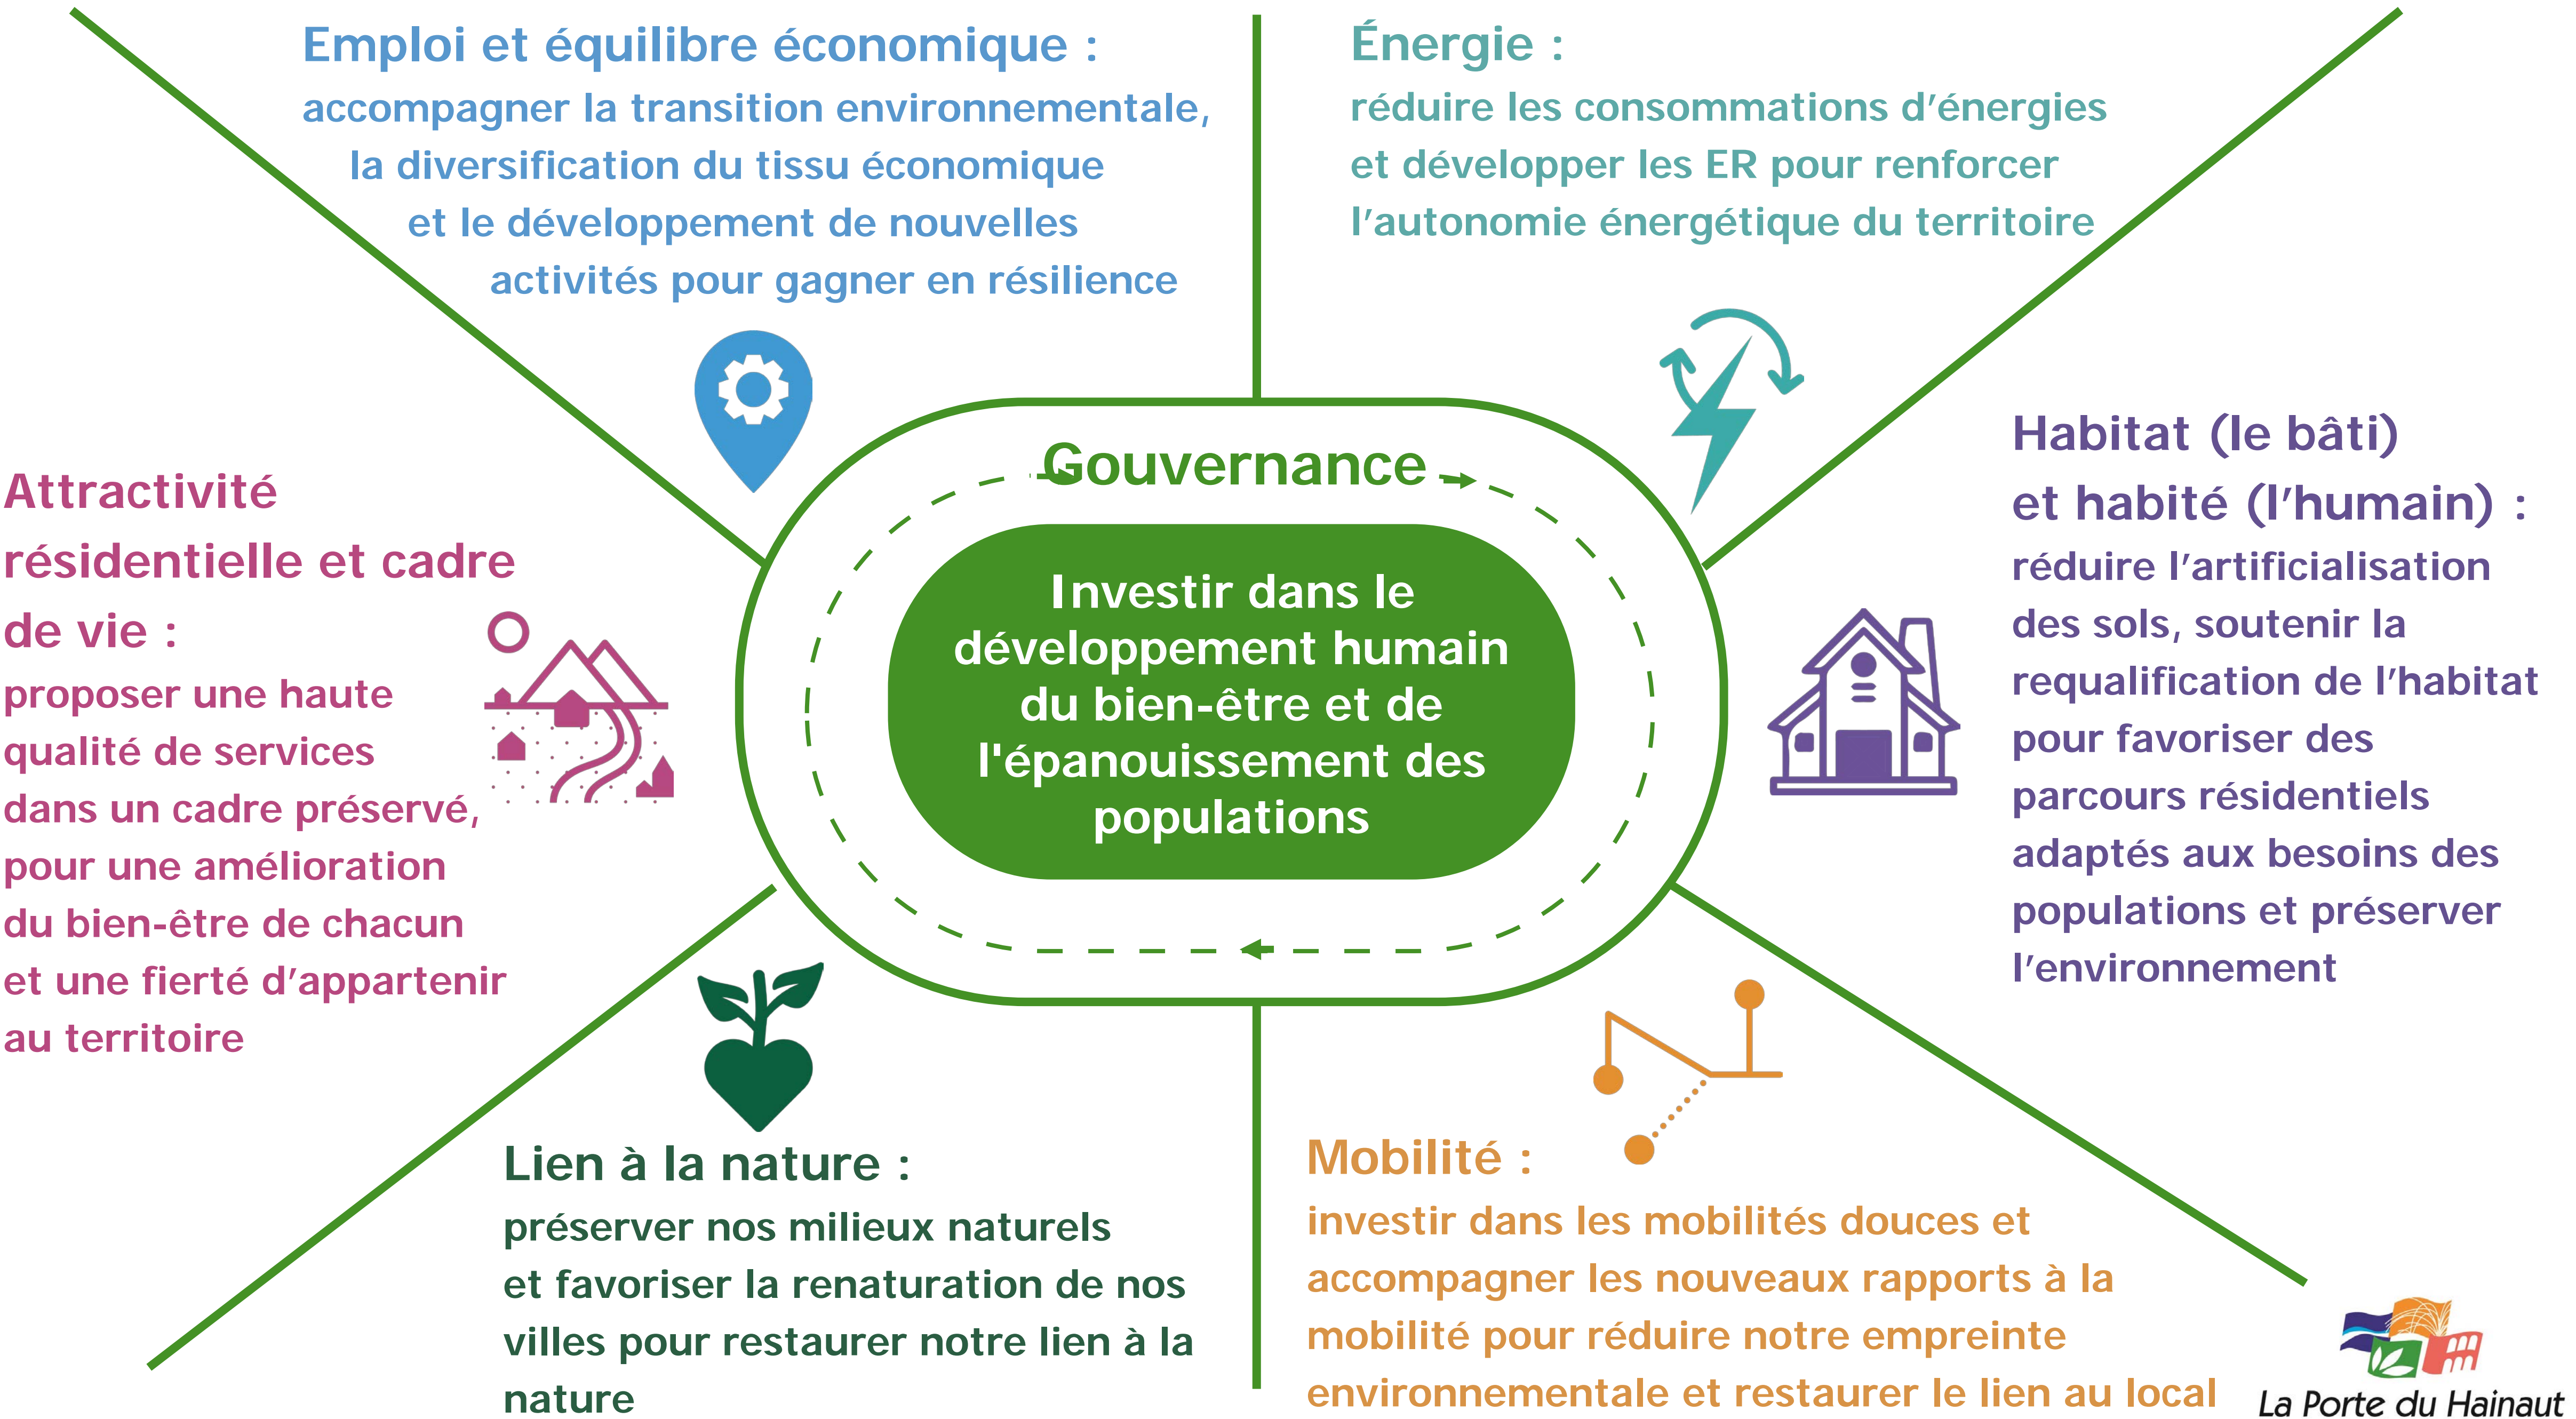 Emploi et équilibre économique :
accompagner la transition environnementale,
la diversification du tissu économique
et le développement de nouvelles
activités pour gagner en résilience
Énergie :
réduire les consommations d’énergies
et développer les ER pour renforcer
l’autonomie énergétique du territoire
Attractivité
résidentielle et cadre
de vie :
proposer une haute
qualité de services
dans un cadre préservé,
pour une amélioration
du bien-être de chacun
et une fierté d’appartenir
au territoire
Gouvernance
Investir dans le
développement humain
du bien-être et de
l'épanouissement des
populations
Habitat (le bâti)
et habité (l’humain) :
réduire l’artificialisation
des sols, soutenir la
requalification de l’habitat
pour favoriser des
parcours résidentiels
adaptés aux besoins des
populations et préserver
l’environnement
Lien à la nature :
préserver nos milieux naturels
et favoriser la renaturation de nos
villes pour restaurer notre lien à la
nature
Mobilité :
investir dans les mobilités douces et
accompagner les nouveaux rapports à la
mobilité pour réduire notre empreinte
environnementale et restaurer le lien au local
La Porte du Hainaut